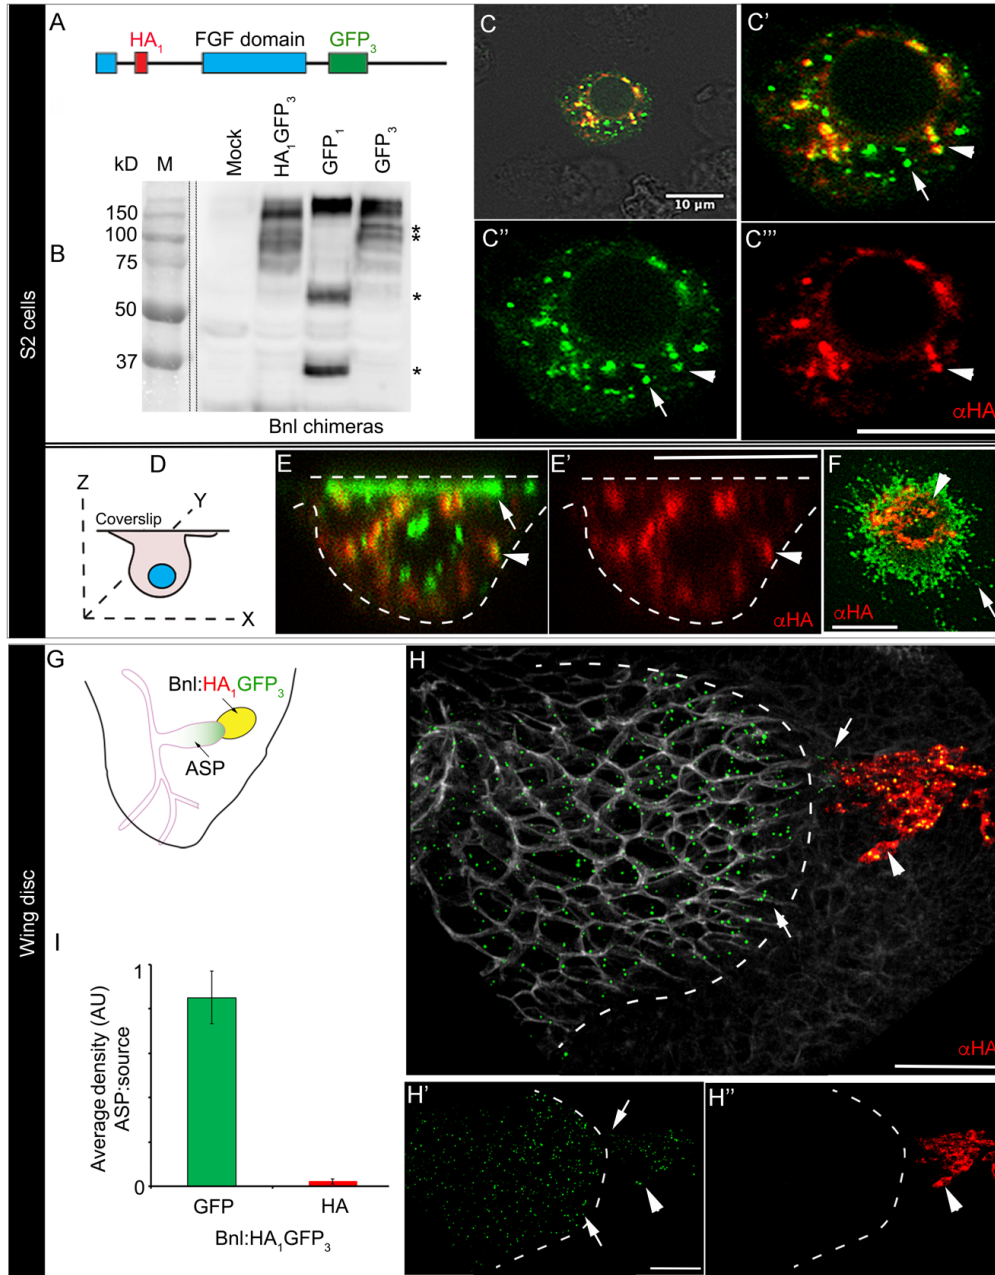 S2 cells
A
HA1
FGF domain
GFP3
B
kD
M
Mock
HA1GFP3
GFP1
GFP3
150
100
75
50
37
*
*
*
*
Bnl chimeras
C
10 µm
C'
C''
C'''
αHA
D
Z
Y
X
Coverslip
E
E'
αHA
F
αHA
Wing disc
G
Bnl:HA1GFP3
ASP
H
αHA
H'
H''
I
Average density (AU)
ASP:source
1
0
GFP
HA
Bnl:HA1GFP3